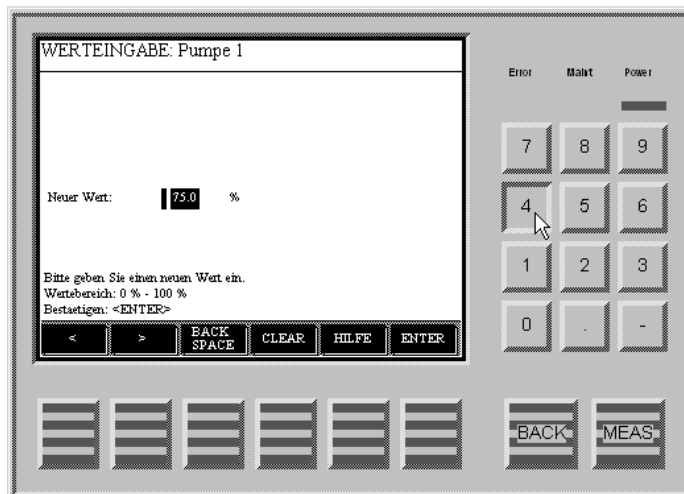 WERTEINGABE: Pumpe 1
Error Maint Power
7 8 9
Neuer Wert: 75.0 %
4 5 6
Bitte geben Sie einen neuen Wert ein.
Wertebereich: 0 % - 100 %
Bestaetigen: <ENTER>
1 2 3
< > BACK SPACE CLEAR HILFE ENTER
0 . -
BACK MEAS